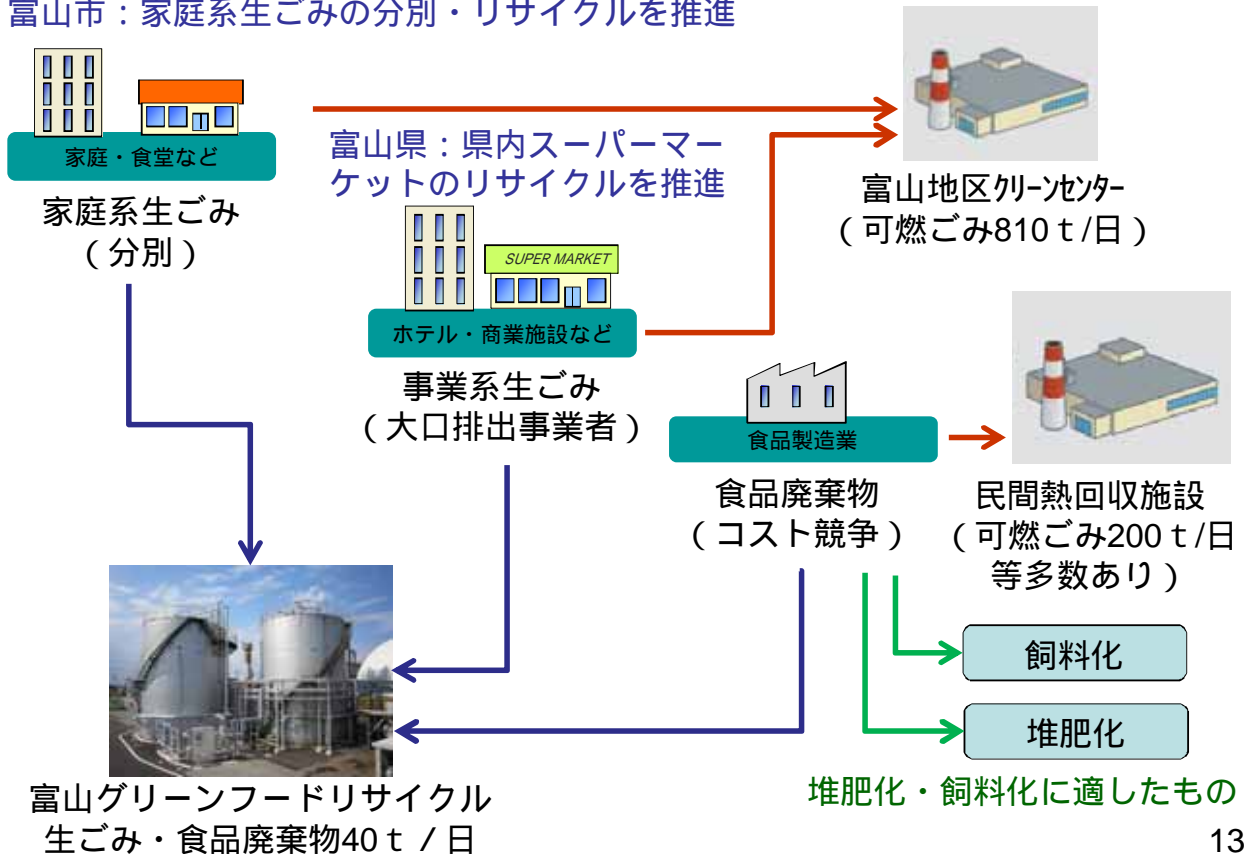 富山市：家庭系生ごみの分別・リサイクルを推進
家庭・食堂など
家庭系生ごみ
（分別）
富山県：県内スーパーマー
ケットのリサイクルを推進
SUPER MARKET
ホテル・商業施設など
事業系生ごみ
（大口排出事業者）
富山地区ｸﾘｰﾝｾﾝﾀｰ
（可燃ごみ810ｔ/日）
食品製造業
食品廃棄物
（コスト競争）
民間熱回収施設
（可燃ごみ200ｔ/日
等多数あり）
飼料化
堆肥化
堆肥化・飼料化に適したもの
富山グリーンフードリサイクル
生ごみ・食品廃棄物40ｔ／日
13